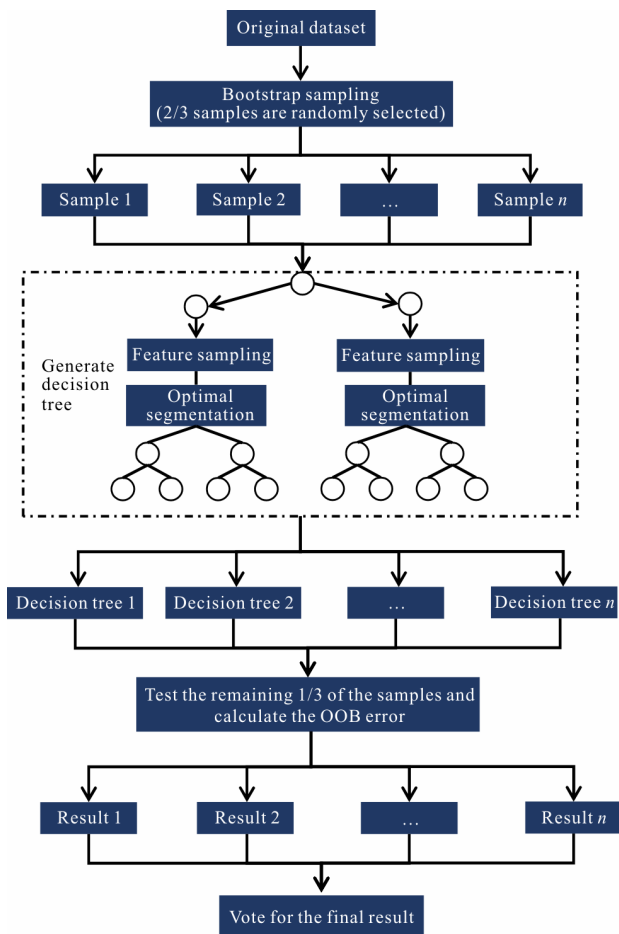 Original dataset
Bootstrap sampling
(2/3 samples are randomly selected)
Sample 1
Sample 2
…
Sample n
Generate
decision
tree
Feature sampling
Feature sampling
Optimal
segmentation
Optimal
segmentation
Decision tree 1
Decision tree 2
…
Decision tree n
Test the remaining 1/3 of the samples and
calculate the OOB error
Result 1
Result 2
…
Result n
Vote for the final result